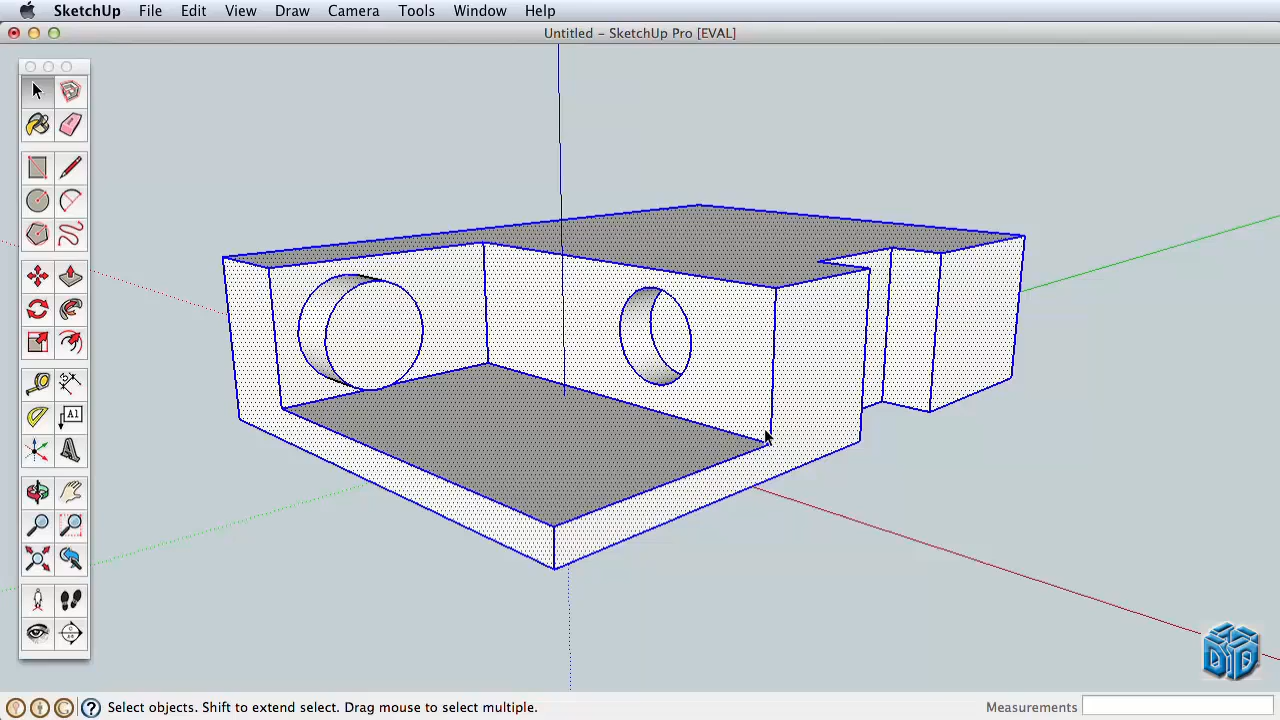 SketchUp File Edit View Draw Camera Tools Window Help
Untitled - SketchUp Pro [EVAL]
A1
Select objects. Shift to extend select. Drag mouse to select multiple.
Measurements